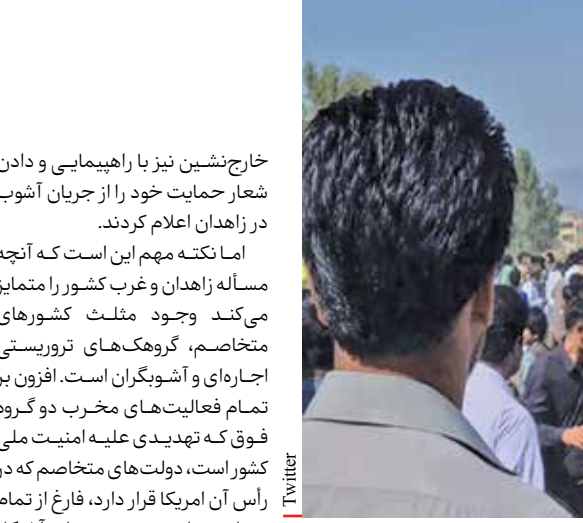 خارج‌نشین نیز با راهپیمایی و دادن
شعار حمایت خود را از جریان آشوب
در زاهدان اعلام کردند.
اما نکته مهم این است که آنچه
مسأله زاهدان و غرب کشور را متمایز
می‌کند وجود مثلث کشورهای
متخاصم، گروهک‌های تروریستی
اجاره‌ای و آشوبگران است. افزون بر
تمام فعالیت‌های مخرب دو گروه
فوق که تهدیدی علیه امنیت ملی
کشور است، دولت‌های متخاصم که در
رأس آن امریکا قرار دارد، فارغ از تمام
Twitter